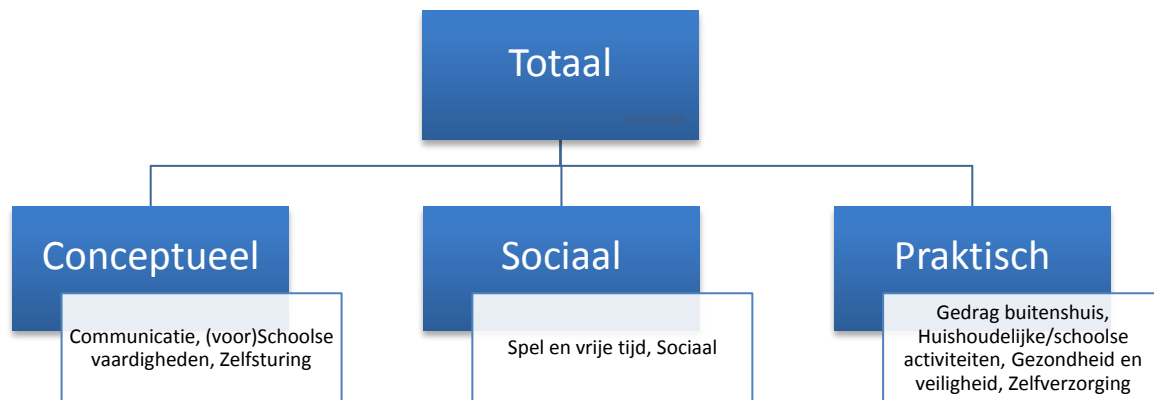 Totaal
Conceptueel
Communicatie, (voor)Schoolse
vaardigheden, Zelfsturing
Sociaal
Spel en vrije tijd, Sociaal
Praktisch
Gedrag buitenshuis,
Huishoudelijke/schoolse
activiteiten, Gezondheid en
veiligheid, Zelfverzorging